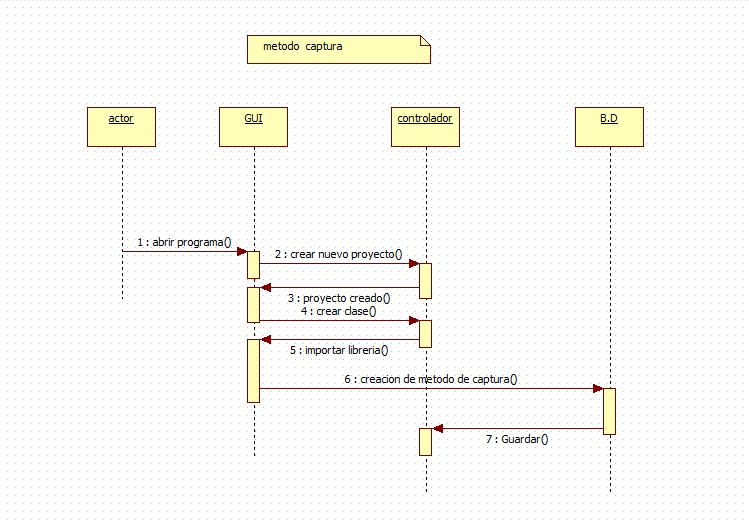 metodo captura
actor
GUI
controlador
B.D
1 : abrir programa()
2 : crear nuevo proyecto()
3 : proyecto creado()
4 : crear clase()
5 : importar libreria()
6 : creacion de metodo de captura()
7 : Guardar()